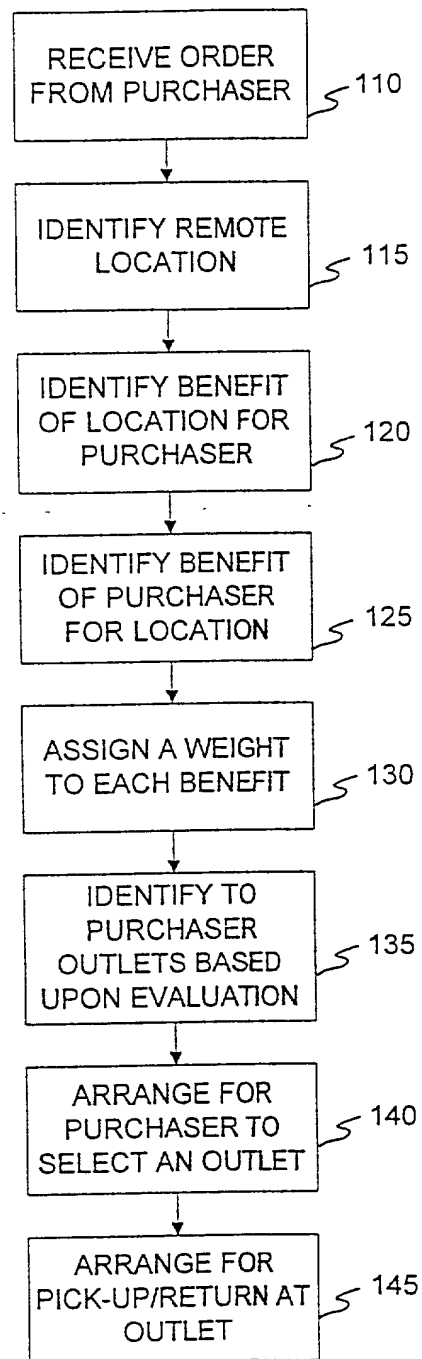 RECEIVE ORDER
FROM PURCHASER
110
IDENTIFY REMOTE
LOCATION
115
IDENTIFY BENEFIT
OF LOCATION FOR
PURCHASER
120
IDENTIFY BENEFIT
OF PURCHASER
FOR LOCATION
125
ASSIGN A WEIGHT
TO EACH BENEFIT
130
IDENTIFY TO
PURCHASER
OUTLETS BASED
UPON EVALUATION
135
ARRANGE FOR
PURCHASER TO
SELECT AN OUTLET
140
ARRANGE FOR
PICK-UP/RETURN AT
OUTLET
145